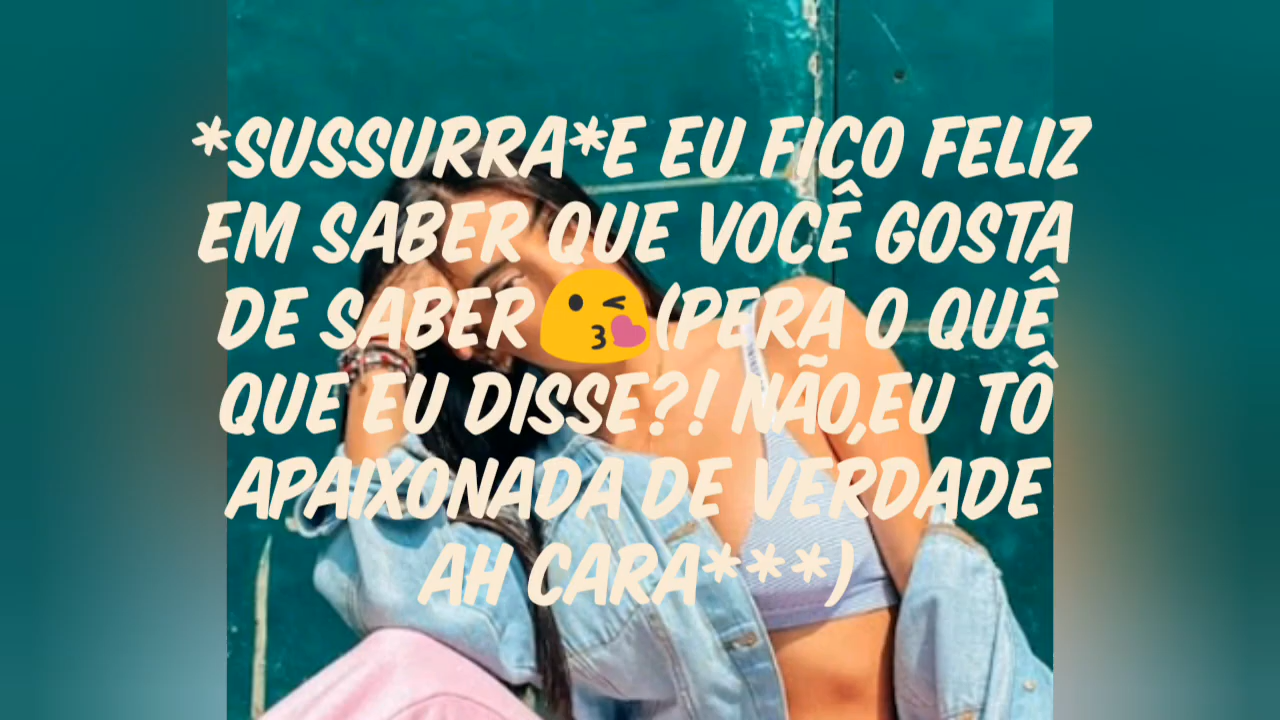 *SUSSURRA*E EU FICO FELIZ
EM SABER QUE VOCÊ GOSTA
DE SABER😘(PERA O QUÊ
QUE EU DISSE?! NÃO,EU TÔ
APAIXONADA DE VERDADE
AH CARA***)